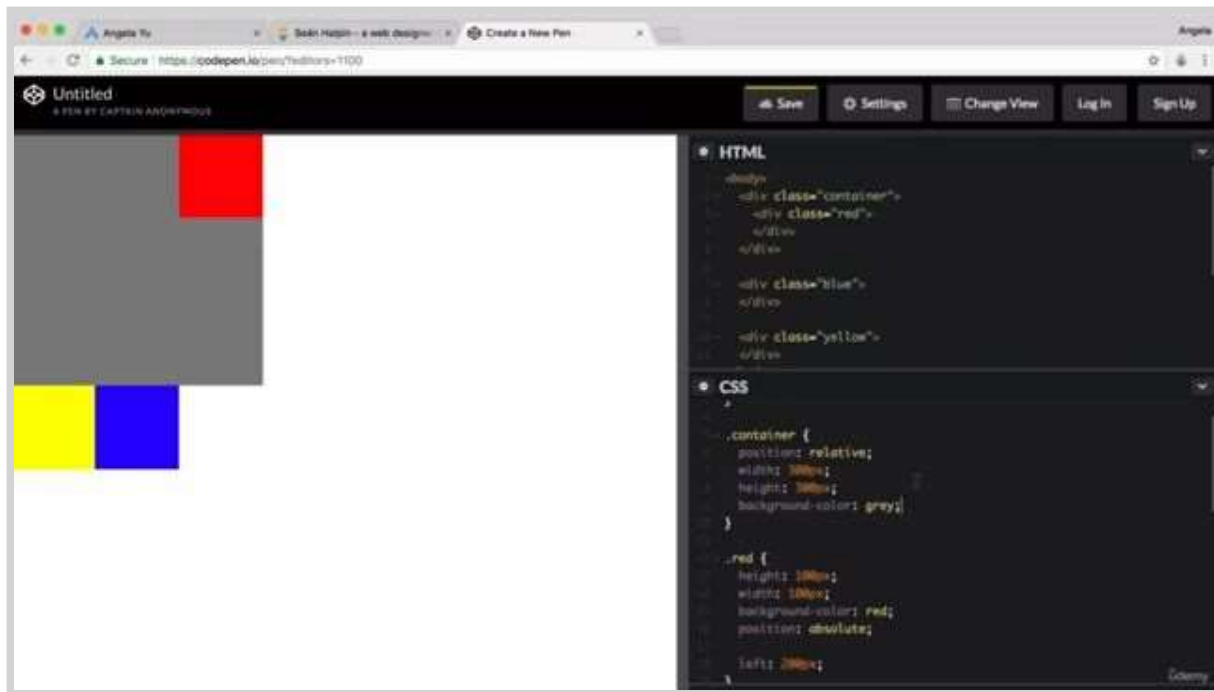 Angela Yu
Seán Halpin - a web designer
Create a New Pen
Angela
Secure https://codepen.io/pen/?editors=1100
Untitled
A PEN BY CAPTAIN ANONYMOUS
Save
Settings
Change View
Log In
Sign Up
HTML
<body>
<div class="container">
<div class="red">
</div>
</div>
<div class="blue">
</div>
<div class="yellow">
</div>
CSS
}
.container {
position: relative;
width: 300px;
height: 300px;
background-color: grey;
}
.red {
height: 100px;
width: 100px;
background-color: red;
position: absolute;
left: 200px;
}
Udemy